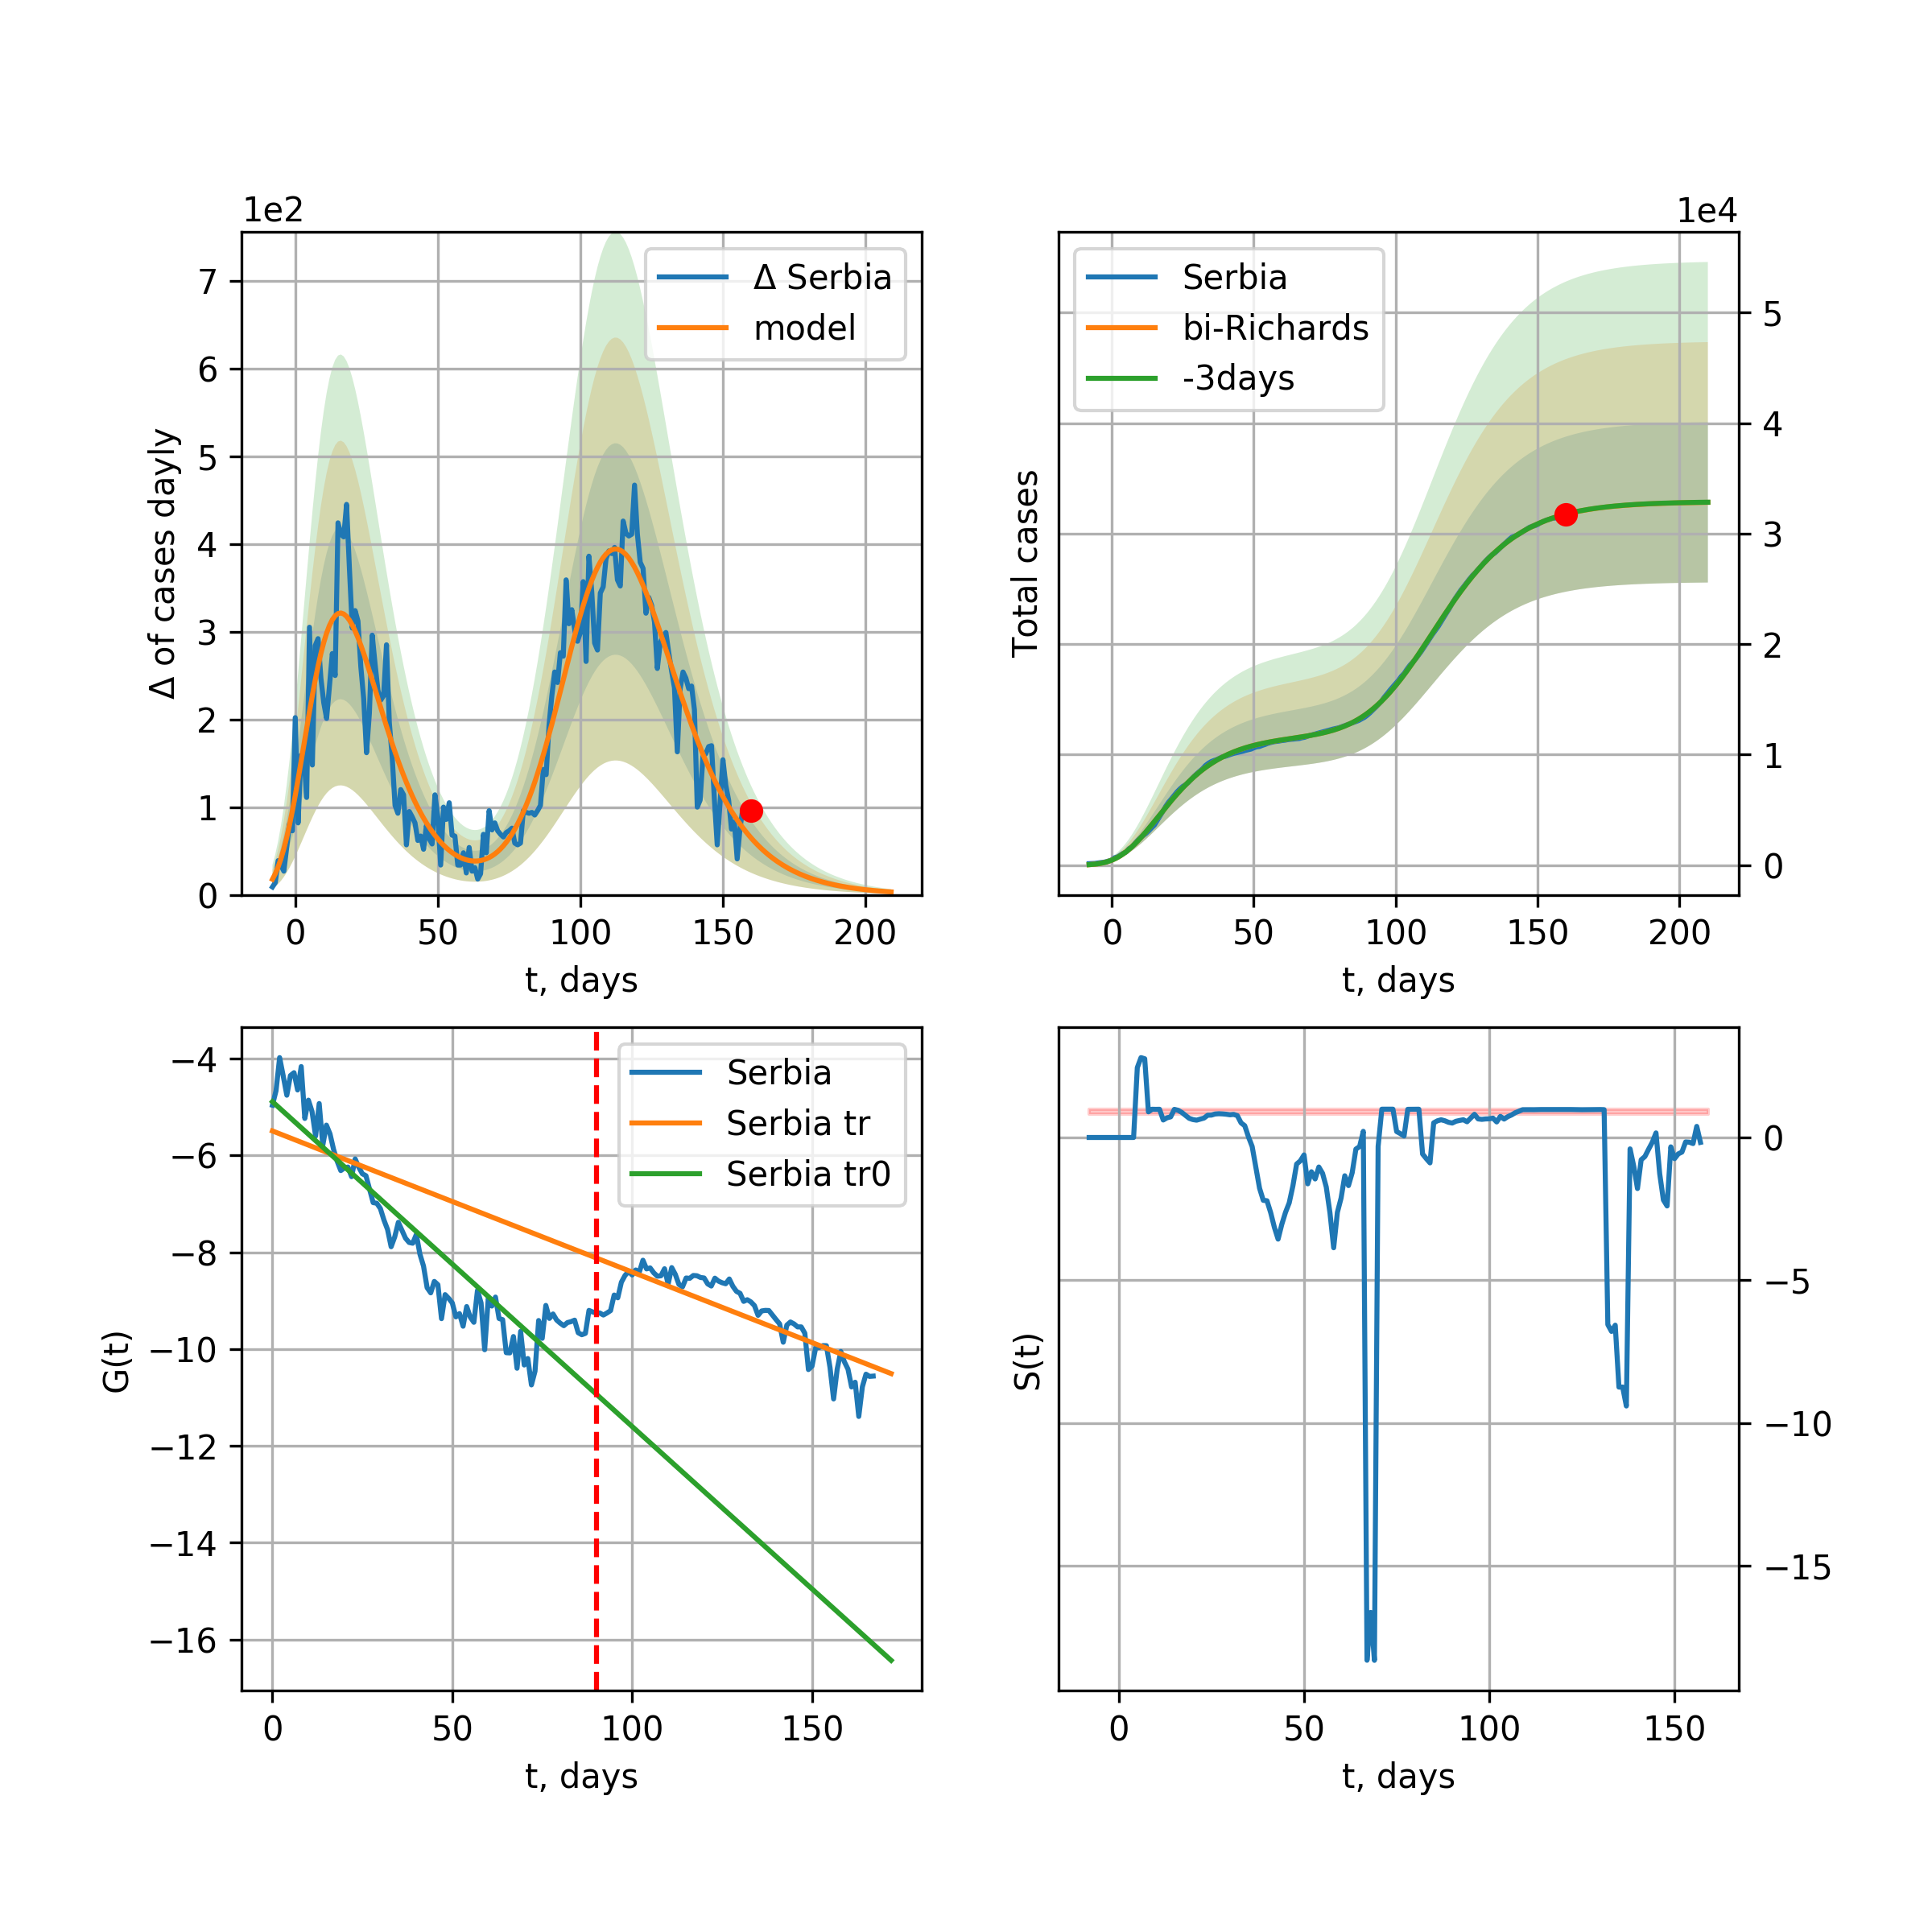 1e2
Δ of cases dayly
7
6
5
4
3
2
1
0
Δ Serbia
model
0 50 100 150 200
t, days
1e4
Total cases
Serbia
bi-Richards
-3days
5
4
3
2
1
0
0 50 100 150 200
t, days
G(t)
−4
−6
−8
−10
−12
−14
−16
Serbia
Serbia tr
Serbia tr0
0 50 100 150
t, days
S(t)
0
−5
−10
−15
0 50 100 150
t, days